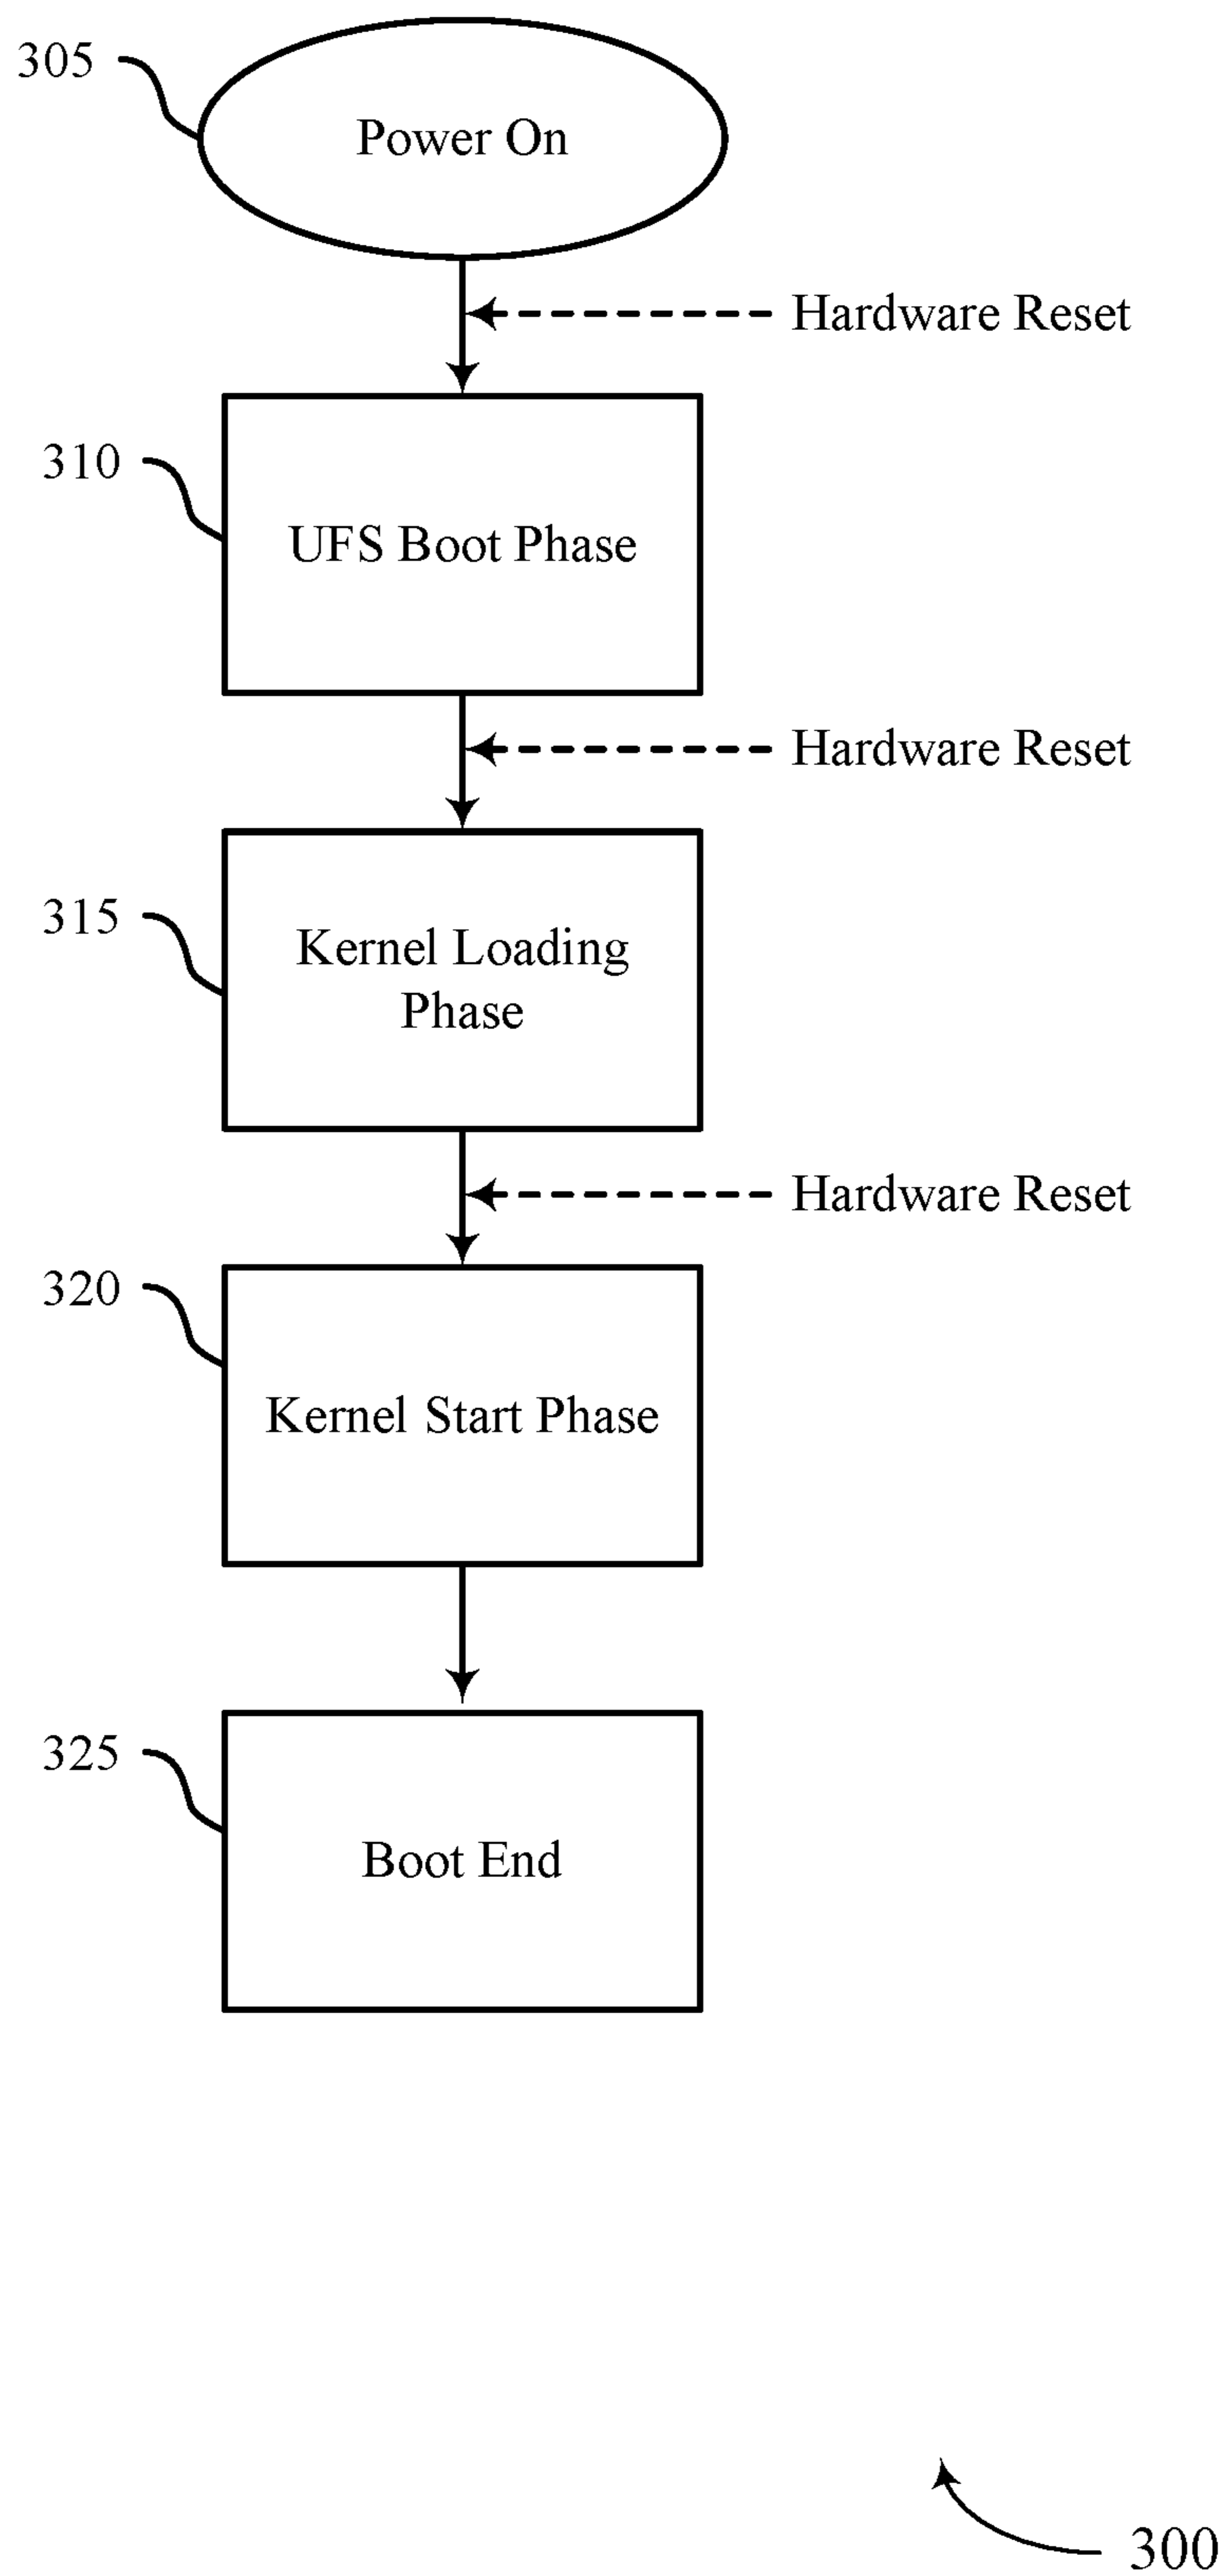 305
Power On
Hardware Reset
310
UFS Boot Phase
Hardware Reset
315
Kernel Loading
Phase
Hardware Reset
320
Kernel Start Phase
325
Boot End
300